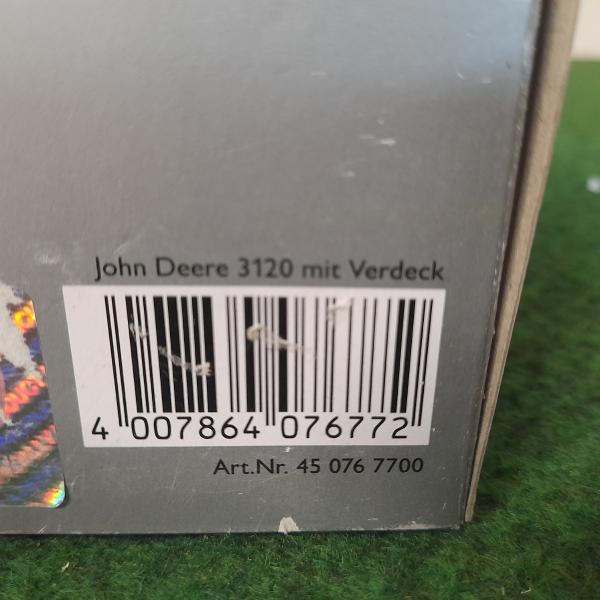 John Deere 3120 mit Verdeck
4 007864 076772
Art.Nr. 45 076 7700